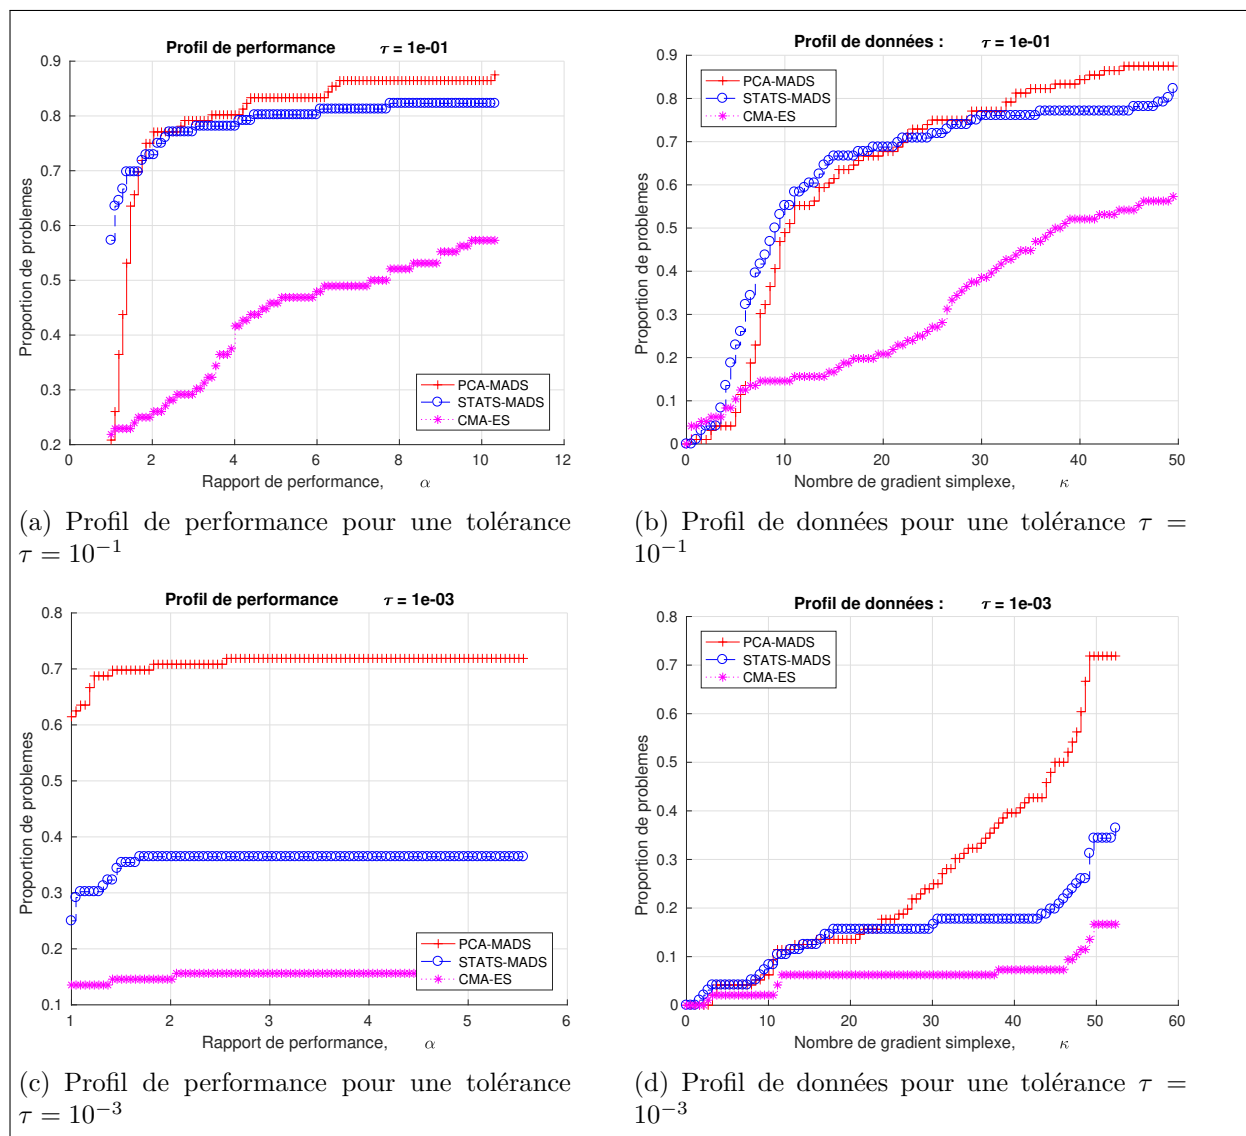 Profil de performance τ = 1e-01
0.9
0.8
0.7
0.6
0.5
0.4
0.3
0.2
Proportion de problemes
PCA-MADS
STATS-MADS
CMA-ES
0 2 4 6 8 10 12
Rapport de performance, α
(a) Profil de performance pour une tolérance
τ = 10⁻¹
Profil de données : τ = 1e-01
1
0.9
0.8
0.7
0.6
0.5
0.4
0.3
0.2
0.1
0
Proportion de problemes
PCA-MADS
STATS-MADS
CMA-ES
0 10 20 30 40 50
Nombre de gradient simplexe, κ
(b) Profil de données pour une tolérance τ =
10⁻¹
Profil de performance τ = 1e-03
0.8
0.7
0.6
0.5
0.4
0.3
0.2
0.1
Proportion de problemes
PCA-MADS
STATS-MADS
CMA-ES
1 2 3 4 5 6
Rapport de performance, α
(c) Profil de performance pour une tolérance
τ = 10⁻³
Profil de données : τ = 1e-03
0.8
0.7
0.6
0.5
0.4
0.3
0.2
0.1
0
Proportion de problemes
PCA-MADS
STATS-MADS
CMA-ES
0 10 20 30 40 50 60
Nombre de gradient simplexe, κ
(d) Profil de données pour une tolérance τ =
10⁻³